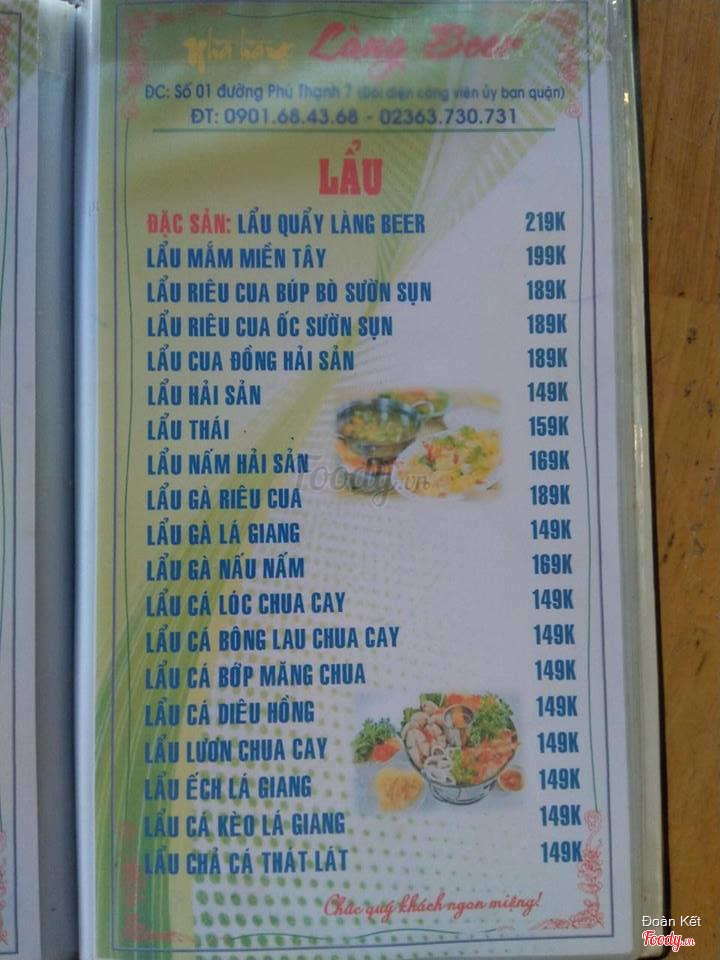 Nhà hàng Làng Beer
ĐC: Số 01 đường Phú Thạnh 7 (Đối diện công viên ủy ban quận)
ĐT: 0901.68.43.68 - 02363.730.731
LẨU
ĐẶC SẢN: LẨU QUẨY LÀNG BEER 219K
LẨU MẮM MIỀN TÂY 199K
LẨU RIÊU CUA BÚP BÒ SƯỜN SỤN 189K
LẨU RIÊU CUA ỐC SƯỜN SỤN 189K
LẨU CUA ĐỒNG HẢI SẢN 189K
LẨU HẢI SẢN 149K
LẨU THÁI 159K
LẨU NẤM HẢI SẢN 169K
Foody.vn
LẨU GÀ RIÊU CUA 189K
LẨU GÀ LÁ GIANG 149K
LẨU GÀ NẤU NẤM 169K
LẨU CÁ LÓC CHUA CAY 149K
LẨU CÁ BÔNG LAU CHUA CAY 149K
LẨU CÁ BỚP MĂNG CHUA 149K
LẨU CÁ DIÊU HỒNG 149K
LẨU LƯƠN CHUA CAY 149K
LẨU ẾCH LÁ GIANG 149K
LẨU CÁ KÈO LÁ GIANG 149K
LẨU CHẢ CÁ THÁT LÁT 149K
Chúc quý khách ngon miệng!
Đoàn Kết
Foody.vn